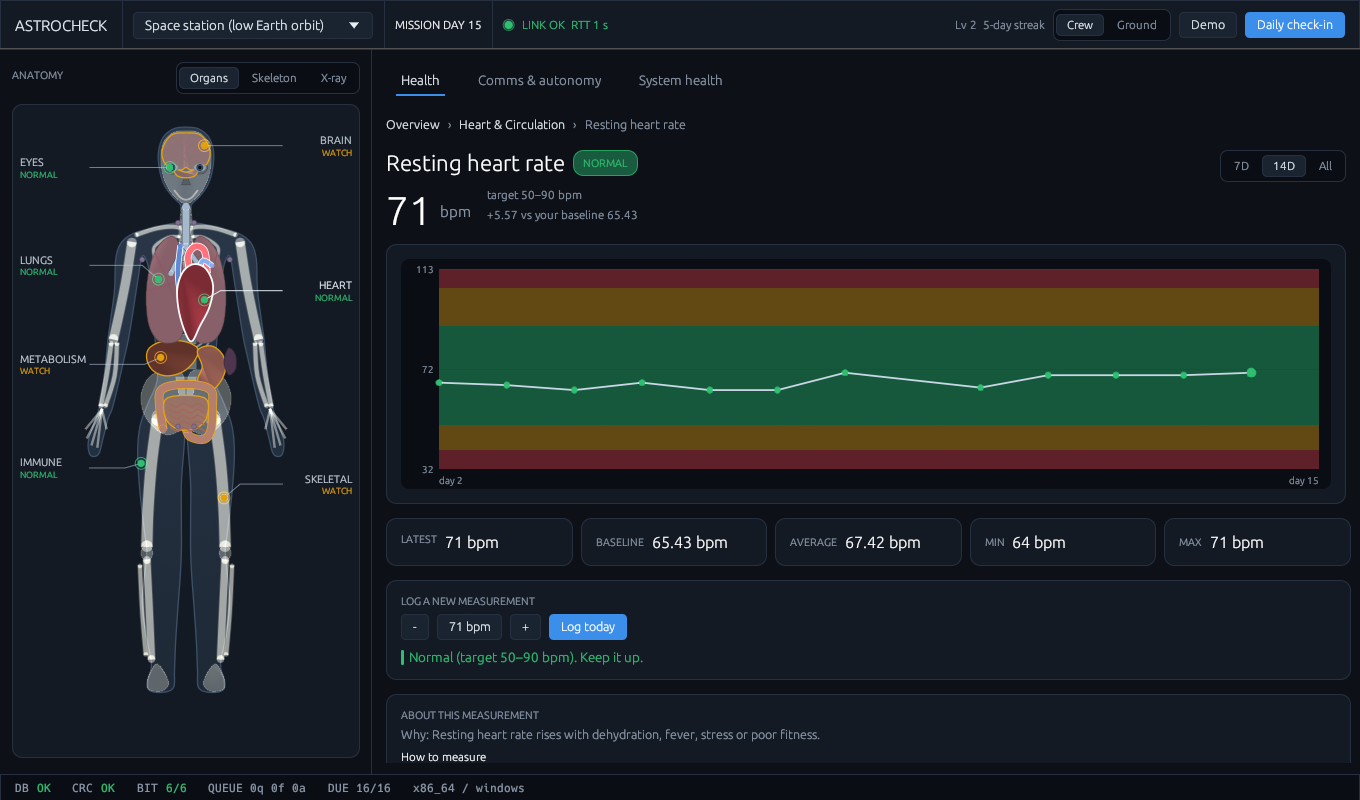 ASTROCHECK
Space station (low Earth orbit)
MISSION DAY 15
LINK OK RTT 1 s
Lv 2 5-day streak
Crew
Ground
Demo
Daily check-in
ANATOMY
Organs
Skeleton
X-ray
BRAIN
WATCH
EYES
NORMAL
LUNGS
NORMAL
HEART
NORMAL
METABOLISM
WATCH
IMMUNE
NORMAL
SKELETAL
WATCH
Health
Comms & autonomy
System health
Overview › Heart & Circulation › Resting heart rate
Resting heart rate
NORMAL
7D
14D
All
71 bpm
target 50–90 bpm
+5.57 vs your baseline 65.43
113
72
32
day 2
day 15
LATEST 71 bpm
BASELINE 65.43 bpm
AVERAGE 67.42 bpm
MIN 64 bpm
MAX 71 bpm
LOG A NEW MEASUREMENT
-
71 bpm
+
Log today
Normal (target 50–90 bpm). Keep it up.
ABOUT THIS MEASUREMENT
Why: Resting heart rate rises with dehydration, fever, stress or poor fitness.
How to measure
DB OK CRC OK BIT 6/6 QUEUE 0q 0f 0a DUE 16/16 x86_64 / windows